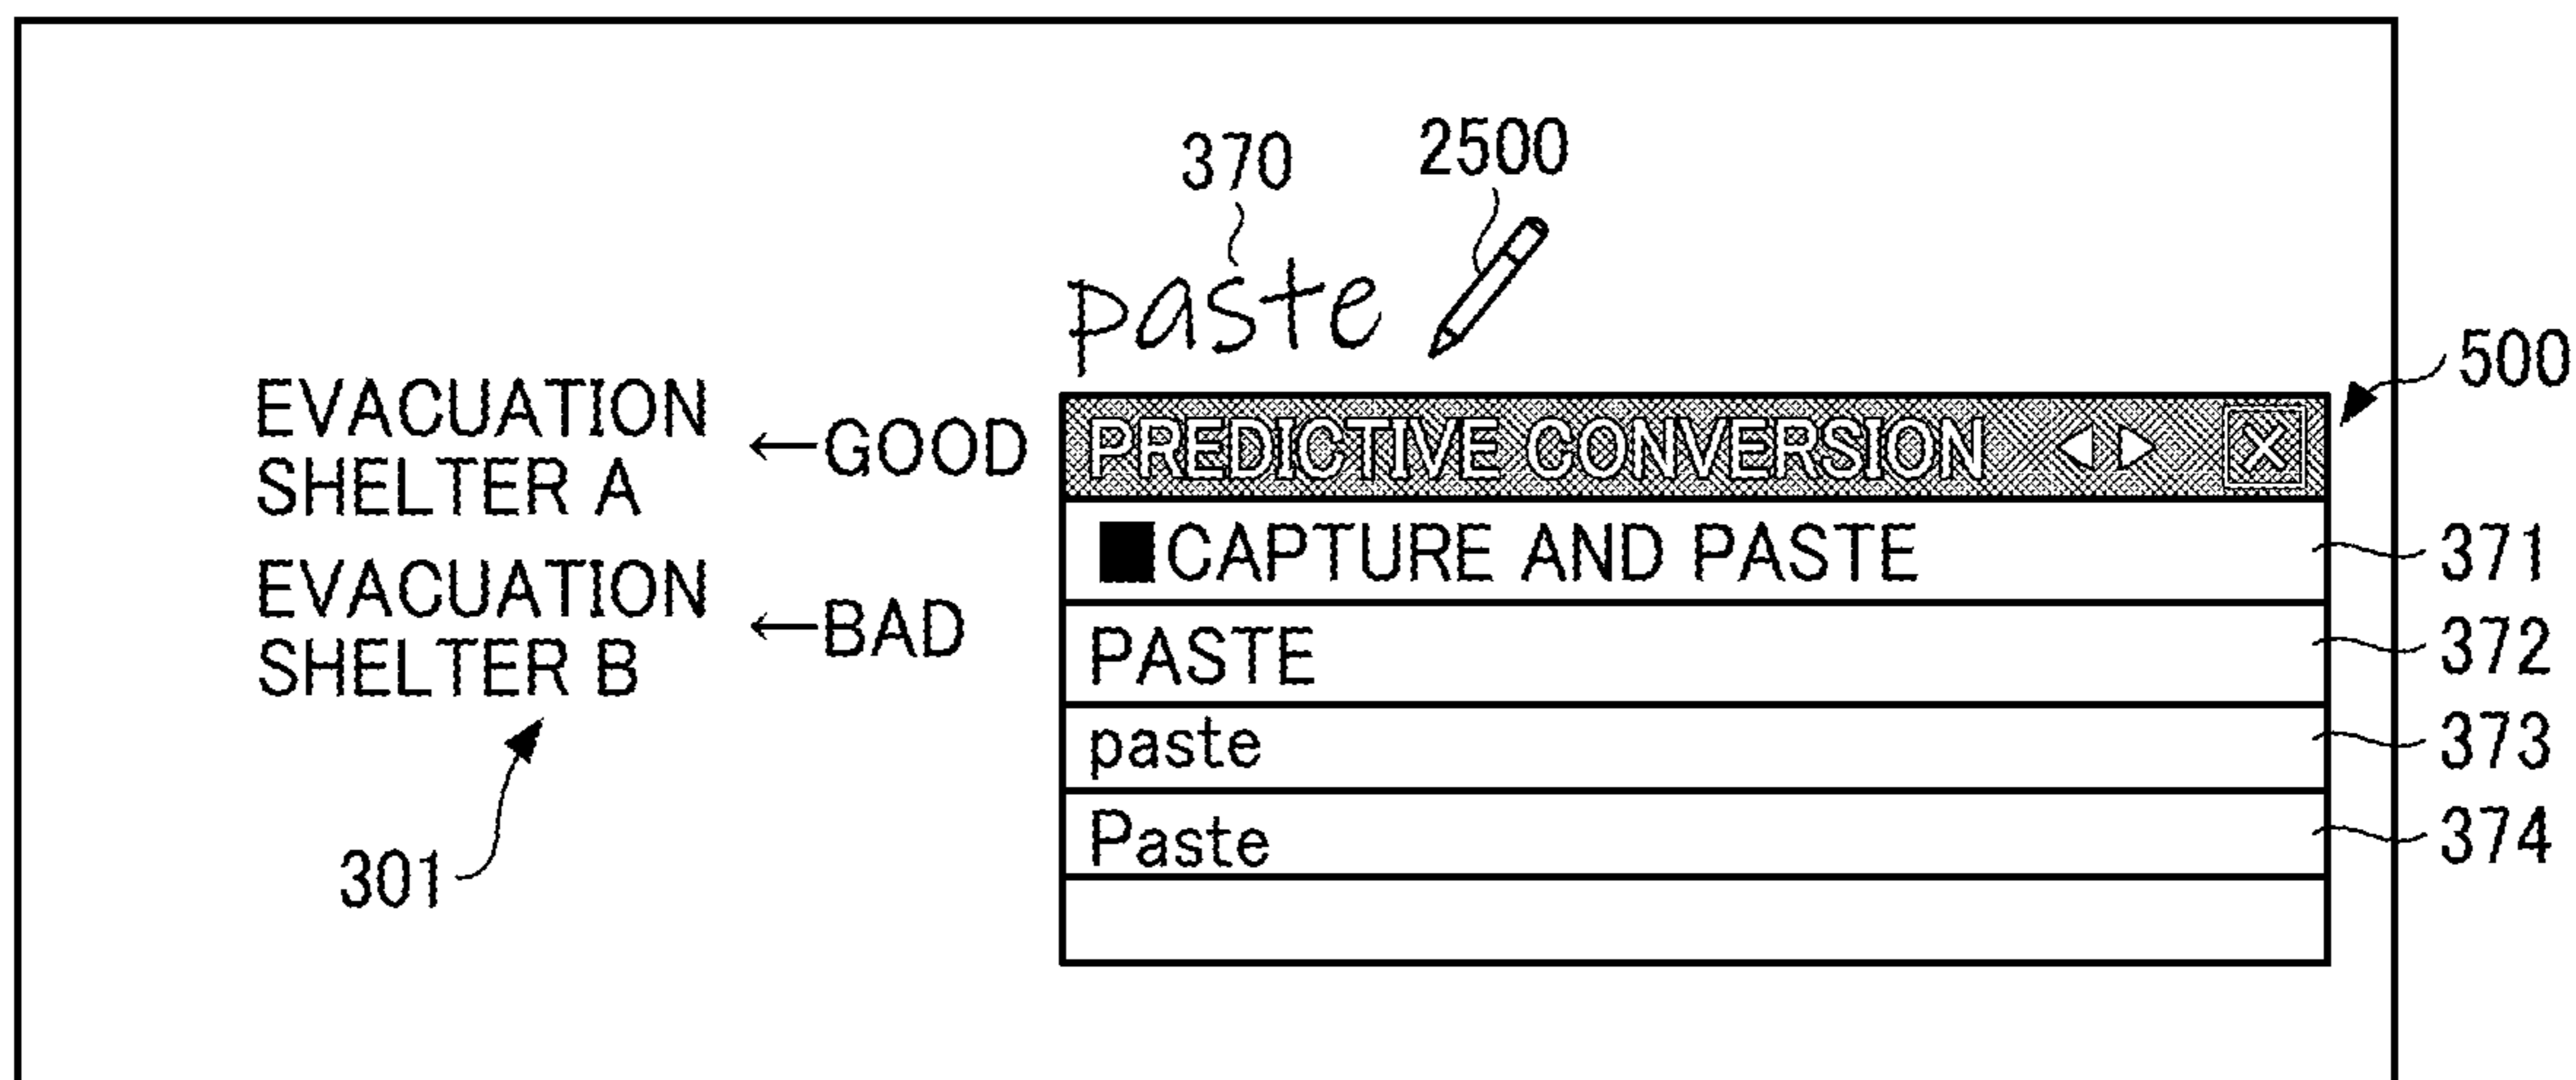 370 2500
paste
500
EVACUATION
SHELTER A
←GOOD
EVACUATION
SHELTER B
←BAD
301
PREDICTIVE CONVERSION
■CAPTURE AND PASTE
371
PASTE
372
paste
373
Paste
374